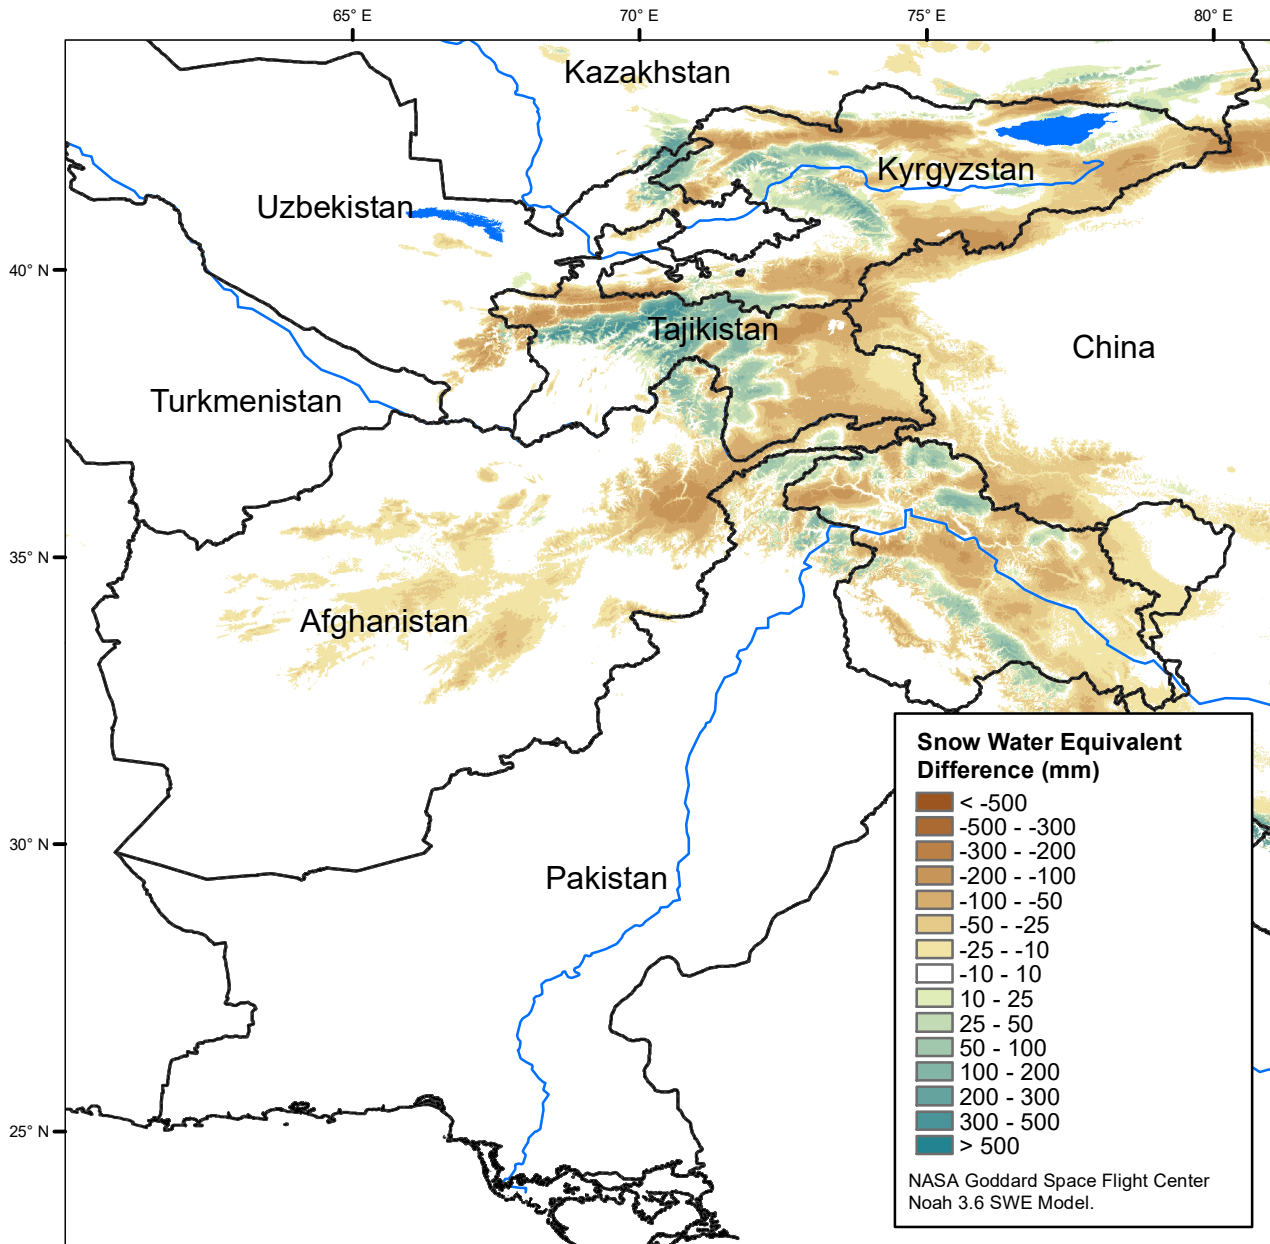 65° E
70° E
75° E
80° E
Kazakhstan
Kyrgyzstan
Uzbekistan
40° N
Tajikistan
China
Turkmenistan
35° N
Afghanistan
Snow Water Equivalent
Difference (mm)
< -500
-500 - -300
-300 - -200
30° N
-200 - -100
Pakistan
-100 - -50
-50 - -25
-25 - -10
-10 - 10
10 - 25
25 - 50
50 - 100
100 - 200
200 - 300
300 - 500
25° N
> 500
NASA Goddard Space Flight Center
Noah 3.6 SWE Model.